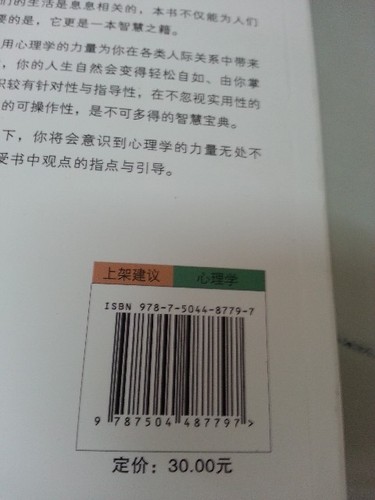 们的生活是息息相关的，本书不仅能为人们
要的是，它更是一本智慧之籍。
用心理学的力量为你在各类人际关系中带来
，你的人生自然会变得轻松自如、由你掌
识较有针对性与指导性，在不忽视实用性的
的可操作性，是不可多得的智慧宝典。
下，你将会意识到心理学的力量无处不
受书中观点的指点与引导。
上架建议 心理学
ISBN 978-7-5044-8779-7
9 787504 487797 >
定价：30.00元